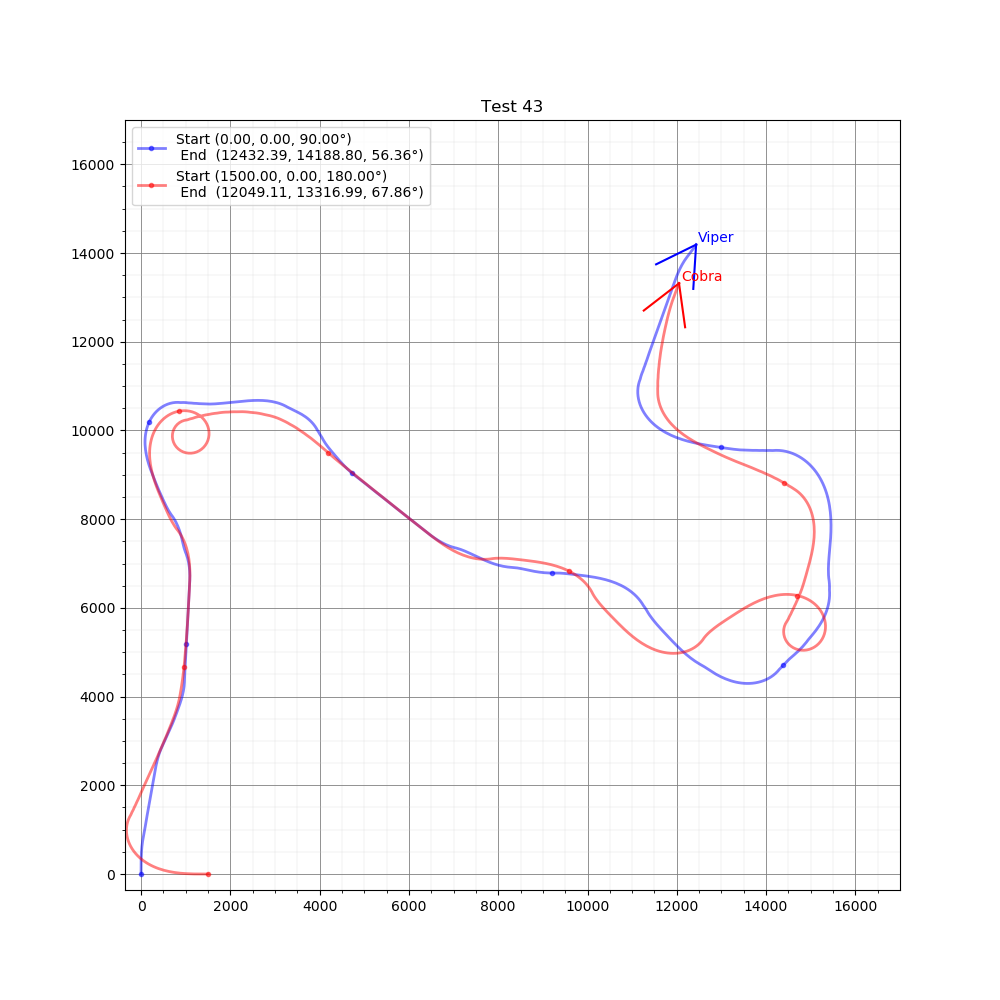 Test 43
Start (0.00, 0.00, 90.00°)
End (12432.39, 14188.80, 56.36°)
Start (1500.00, 0.00, 180.00°)
End (12049.11, 13316.99, 67.86°)
16000
14000
12000
10000
8000
6000
4000
2000
0
Viper
Cobra
0 2000 4000 6000 8000 10000 12000 14000 16000